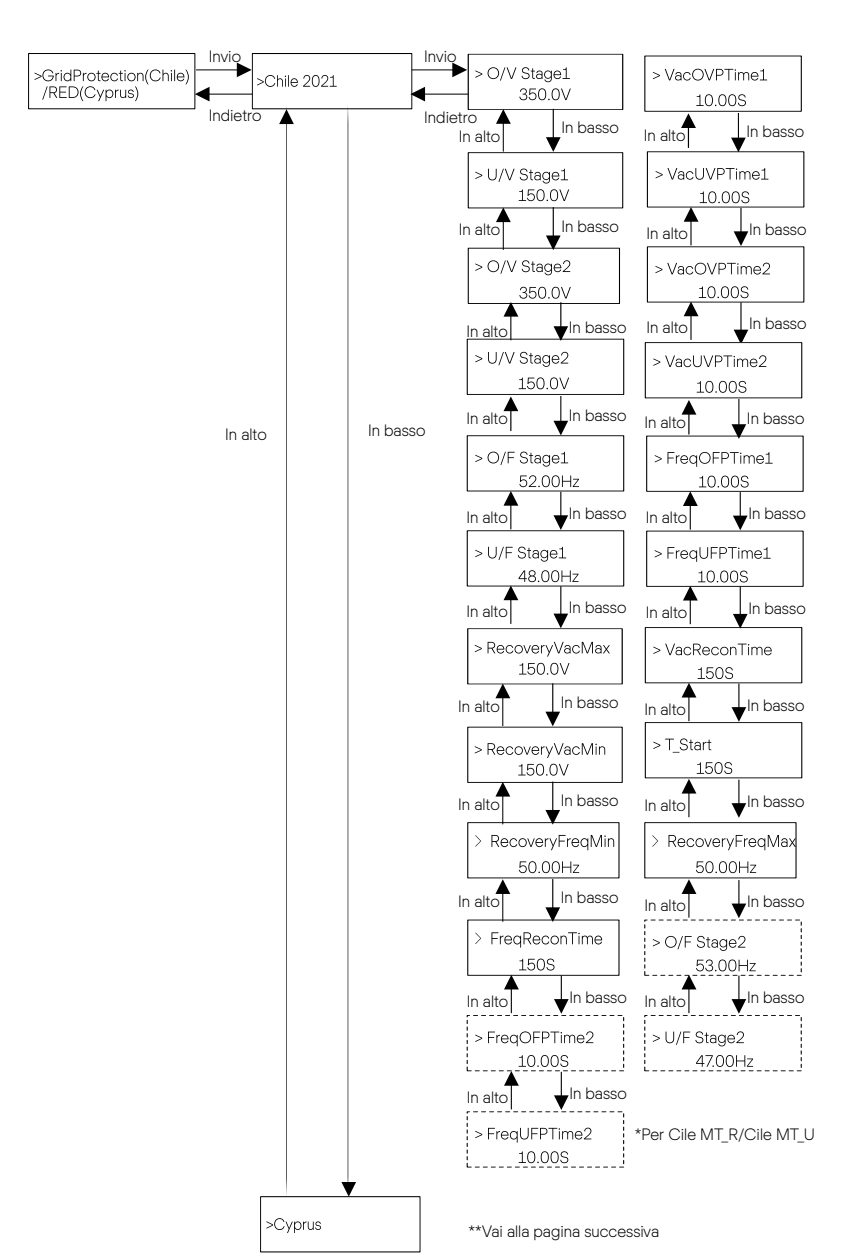 Invio
>GridProtection(Chile)
/RED(Cyprus)
Indietro
>Chile 2021
Invio
Indietro
In alto
In basso
>Cyprus
> O/V Stage1
350.0V
In alto
In basso
> U/V Stage1
150.0V
In alto
In basso
> O/V Stage2
350.0V
In alto
In basso
> U/V Stage2
150.0V
In alto
In basso
> O/F Stage1
52.00Hz
In alto
In basso
> U/F Stage1
48.00Hz
In alto
In basso
> RecoveryVacMax
150.0V
In alto
In basso
> RecoveryVacMin
150.0V
In alto
In basso
> RecoveryFreqMin
50.00Hz
In alto
In basso
> FreqReconTime
150S
In alto
In basso
> FreqOFPTime2
10.00S
In alto
In basso
> FreqUFPTime2
10.00S
> VacOVPTime1
10.00S
In alto
In basso
> VacUVPTime1
10.00S
In alto
In basso
> VacOVPTime2
10.00S
In alto
In basso
> VacUVPTime2
10.00S
In alto
In basso
> FreqOFPTime1
10.00S
In alto
In basso
> FreqUFPTime1
10.00S
In alto
In basso
> VacReconTime
150S
In alto
In basso
> T_Start
150S
In alto
In basso
> RecoveryFreqMax
50.00Hz
In alto
In basso
> O/F Stage2
53.00Hz
In alto
In basso
> U/F Stage2
47.00Hz
*Per Cile MT_R/Cile MT_U
**Vai alla pagina successiva